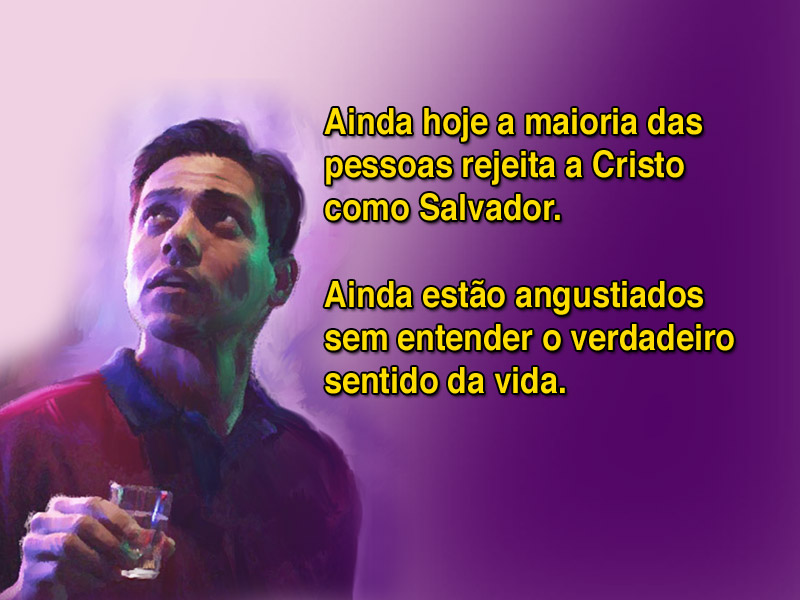 Ainda hoje a maioria das
pessoas rejeita a Cristo
como Salvador.
Ainda estão angustiados
sem entender o verdadeiro
sentido da vida.